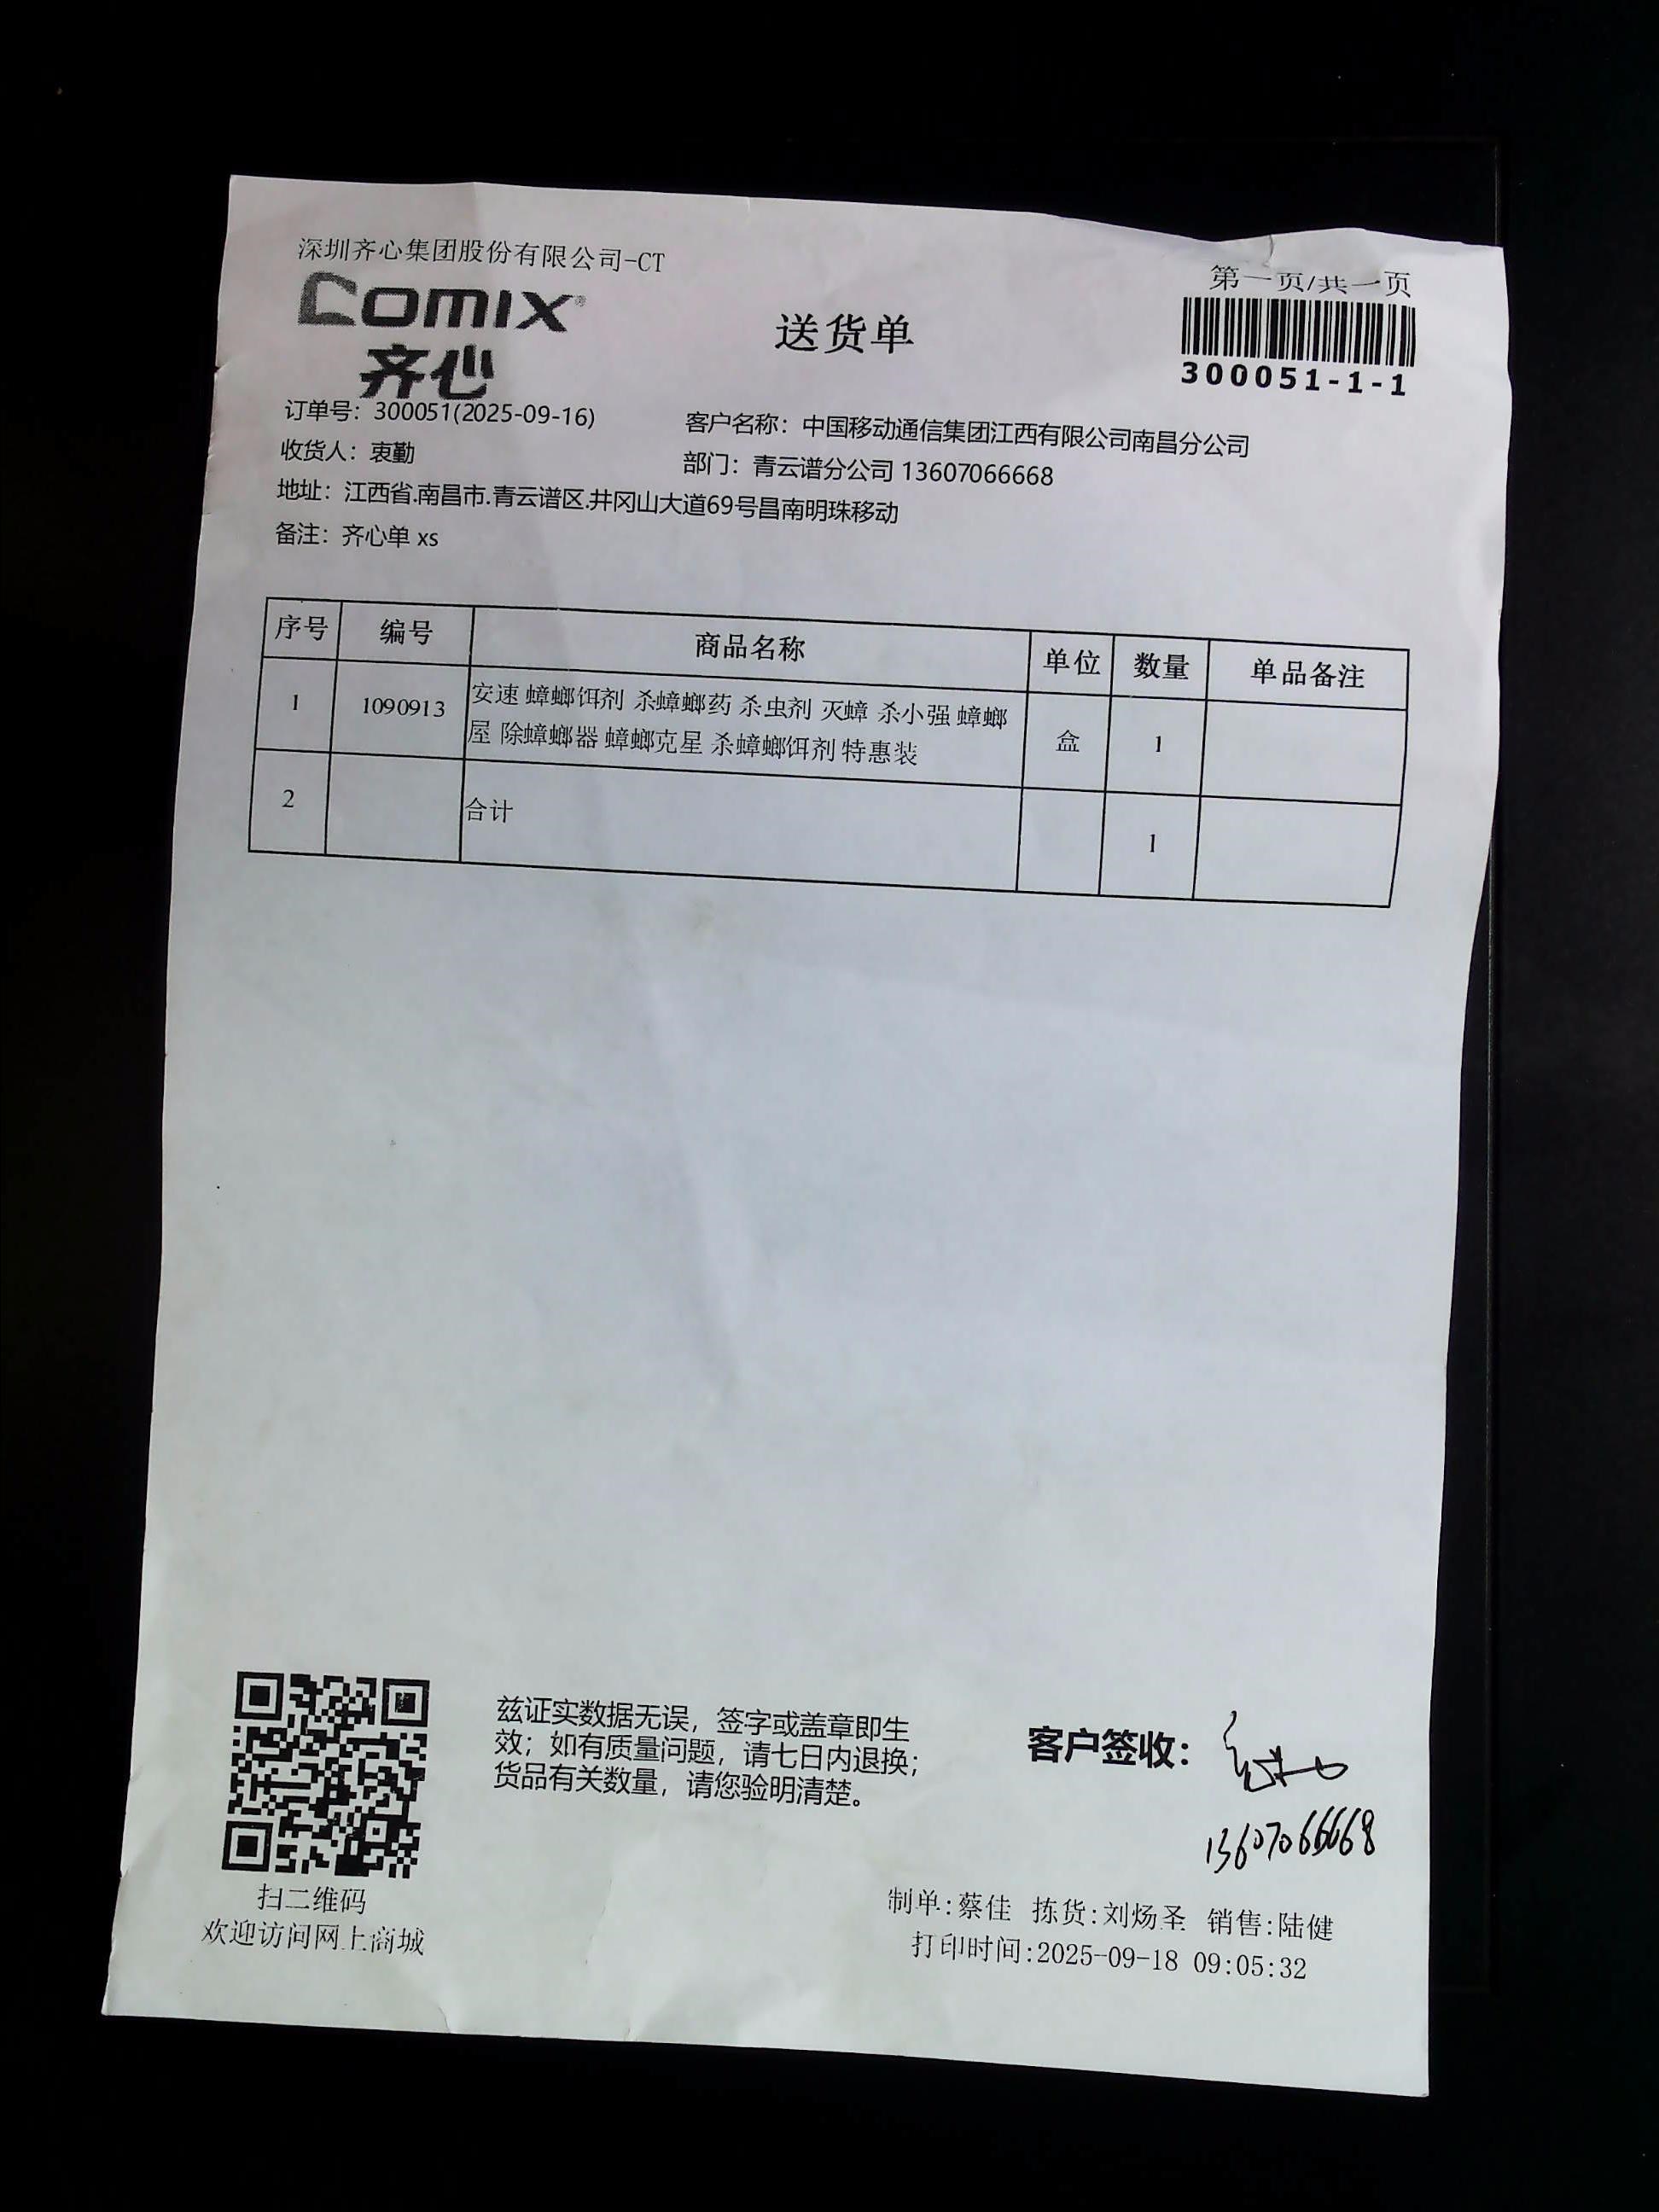 深圳齐心集团股份有限公司-CT
第一页/共一页
comix
齐心
送货单
300051-1-1
订单号：300051(2025-09-16)
客户名称：中国移动通信集团江西有限公司南昌分公司
收货人：衷勤
部门：青云谱分公司 13607066668
地址：江西省.南昌市.青云谱区.井冈山大道69号昌南明珠移动
备注：齐心单 xs
序号 编号 商品名称 单位 数量 单品备注
1 1090913 安速 蟑螂饵剂 杀蟑螂药 杀虫剂 灭蟑 杀小强 蟑螂
屋 除蟑螂器 蟑螂克星 杀蟑螂饵剂 特惠装 盒 1
2 合计 1
兹证实数据无误，签字或盖章即生
效；如有质量问题，请七日内退换；
货品有关数量，请您验明清楚。
客户签收：
13607066668
扫二维码
欢迎访问网上商城
制单:蔡佳 拣货:刘炀圣 销售:陆健
打印时间:2025-09-18 09:05:32